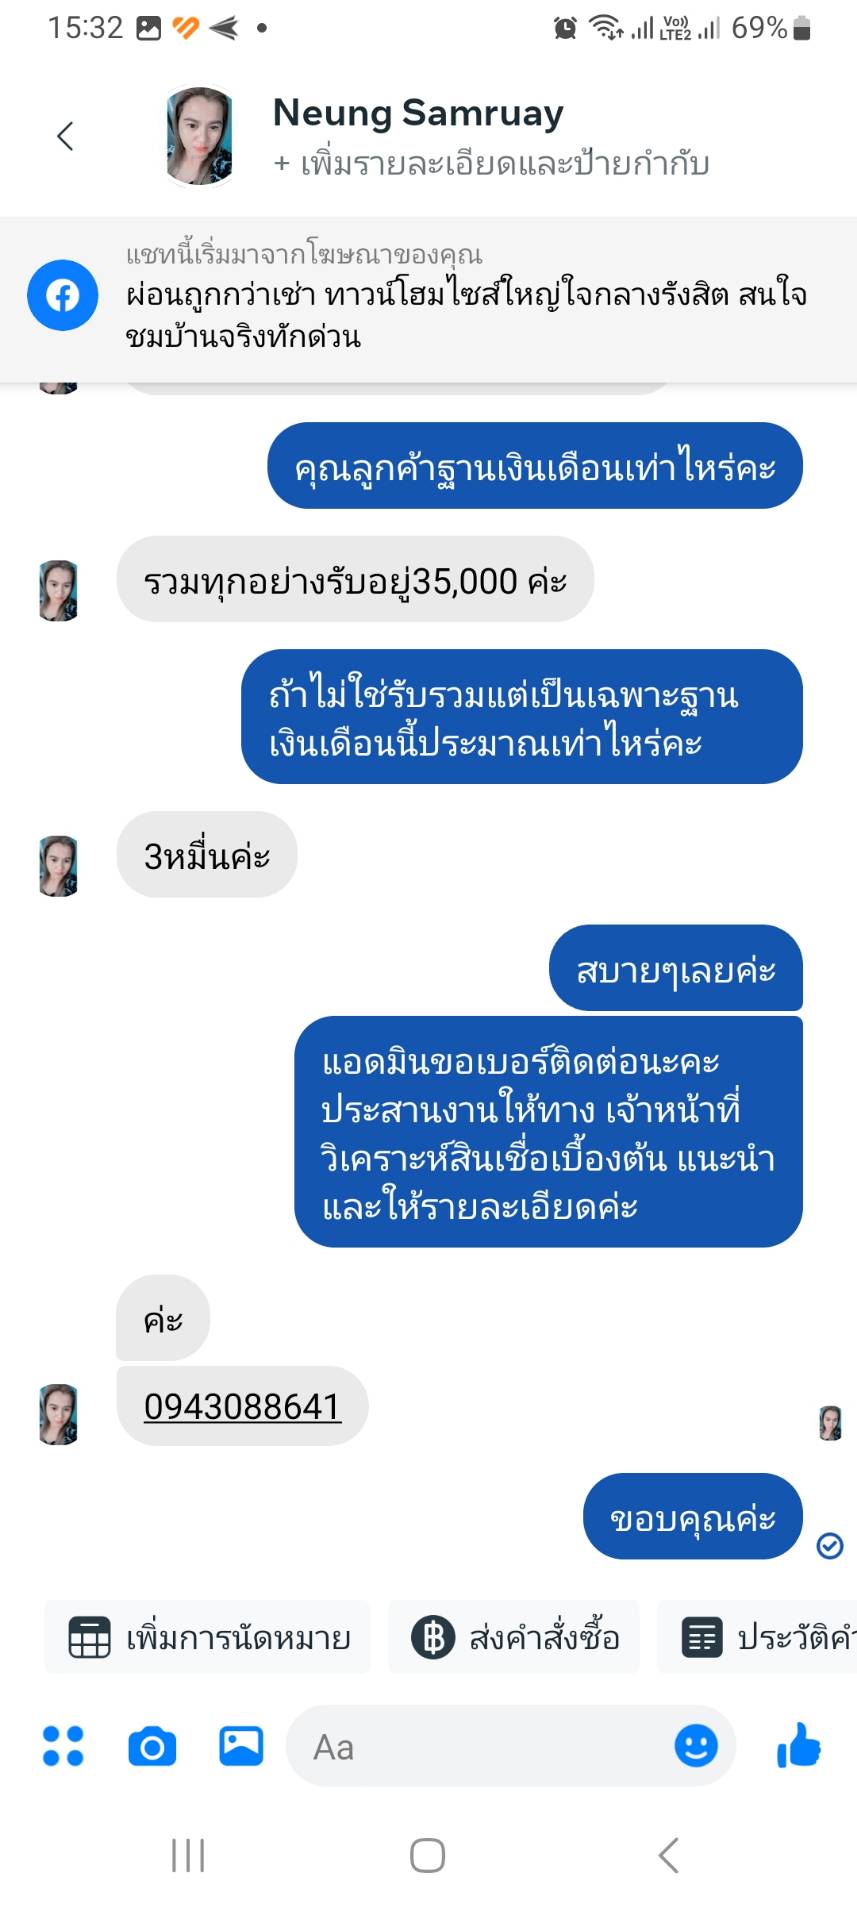 15:32
Vo))
LTE2
69%
Neung Samruay
+ เพิ่มรายละเอียดและป้ายกำกับ
แชทนี้เริ่มมาจากโฆษณาของคุณ
ผ่อนถูกกว่าเช่า ทาวน์โฮมไซส์ใหญ่ใจกลางรังสิต สนใจ
ชมบ้านจริงทักด่วน
คุณลูกค้าฐานเงินเดือนเท่าไหร่คะ
รวมทุกอย่างรับอยู่35,000 ค่ะ
ถ้าไม่ใช่รับรวมแต่เป็นเฉพาะฐาน
เงินเดือนนี้ประมาณเท่าไหร่คะ
3หมื่นค่ะ
สบายๆเลยค่ะ
แอดมินขอเบอร์ติดต่อนะคะ
ประสานงานให้ทาง เจ้าหน้าที่
วิเคราะห์สินเชื่อเบื้องต้น แนะนำ
และให้รายละเอียดค่ะ
ค่ะ
0943088641
ขอบคุณค่ะ
เพิ่มการนัดหมาย
ส่งคำสั่งซื้อ
ประวัติคำ
Aa